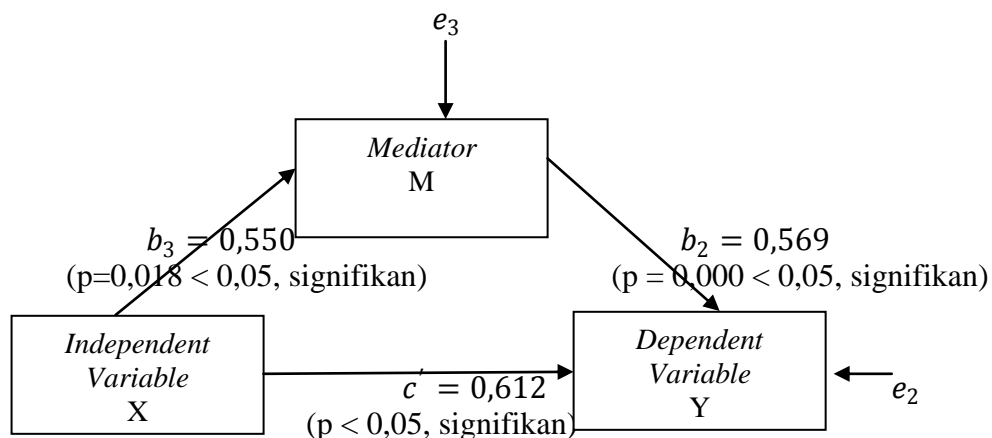 e₃
Mediator
M
b₃ = 0,550
(p=0,018 < 0,05, signifikan)
b₂ = 0,569
(p = 0,000 < 0,05, signifikan)
Independent
Variable
X
c′ = 0,612
(p < 0,05, signifikan)
Dependent
Variable
Y
e₂